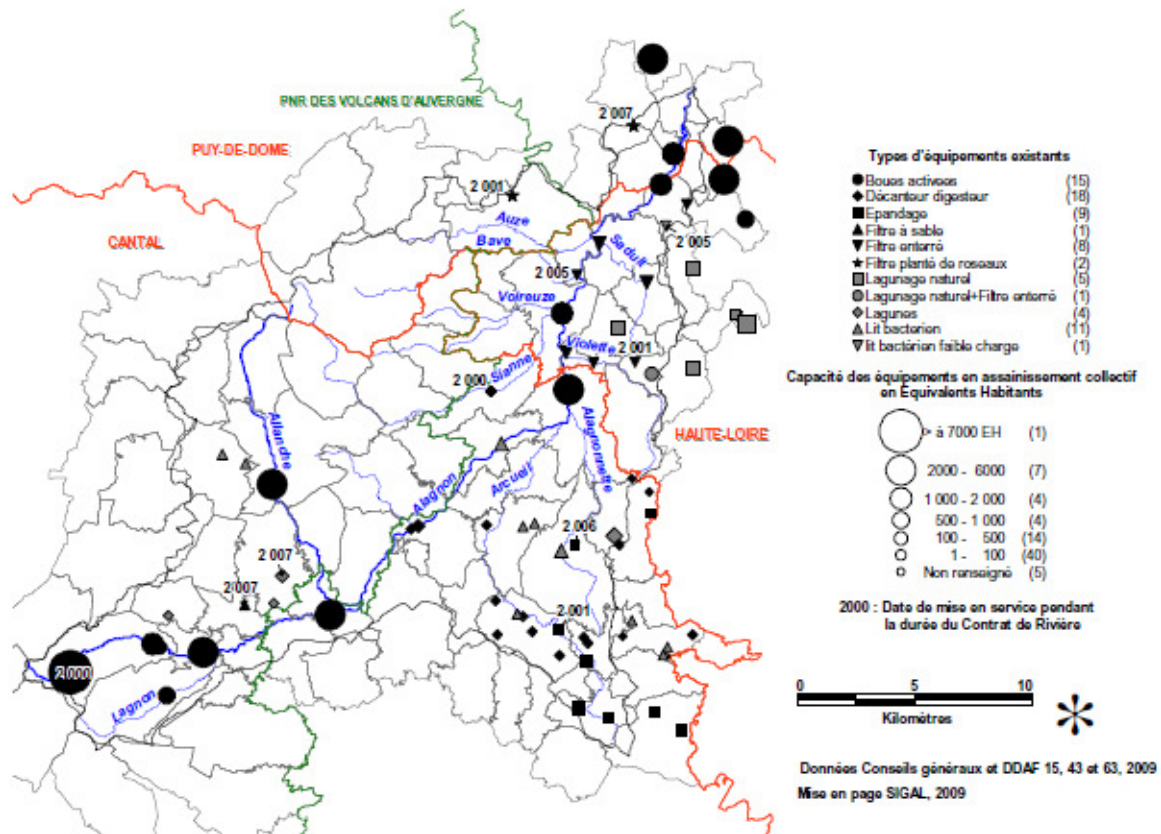 PNR DES VOLCANS D'AUVERGNE
2 007
PUY-DE-DOME
2 001
Auze
Saduit
2 005
CANTAL
Bave
2 005
Voireuze
Violette
2 001
Sianne
2 000
Allanche
Alagnonnette
HAUTE-LOIRE
Arcueil
Alagnon
2 006
2 007
2 007
2 001
2 000
Lagnon
Types d'équipements existants
Boues activees (15)
Décanteur digesteur (18)
Epandage (9)
Filtre à sable (1)
Filtre enterré (8)
Filtre planté de roseaux (2)
Lagunage naturel (5)
Lagunage naturel+Filtre enterré (1)
Lagunes (4)
Lit bacterien (11)
lit bactérien faible charge (1)
Capacité des équipements en assainissement collectif
en Equivalents Habitants
> à 7000 EH (1)
2000 - 6000 (7)
1 000 - 2 000 (4)
500 - 1 000 (4)
100 - 500 (14)
1 - 100 (40)
Non renseigné (5)
2000 : Date de mise en service pendant
la durée du Contrat de Rivière
0 5 10
Kilomètres
Données Conseils généraux et DDAF 15, 43 et 63, 2009
Mise en page SIGAL, 2009